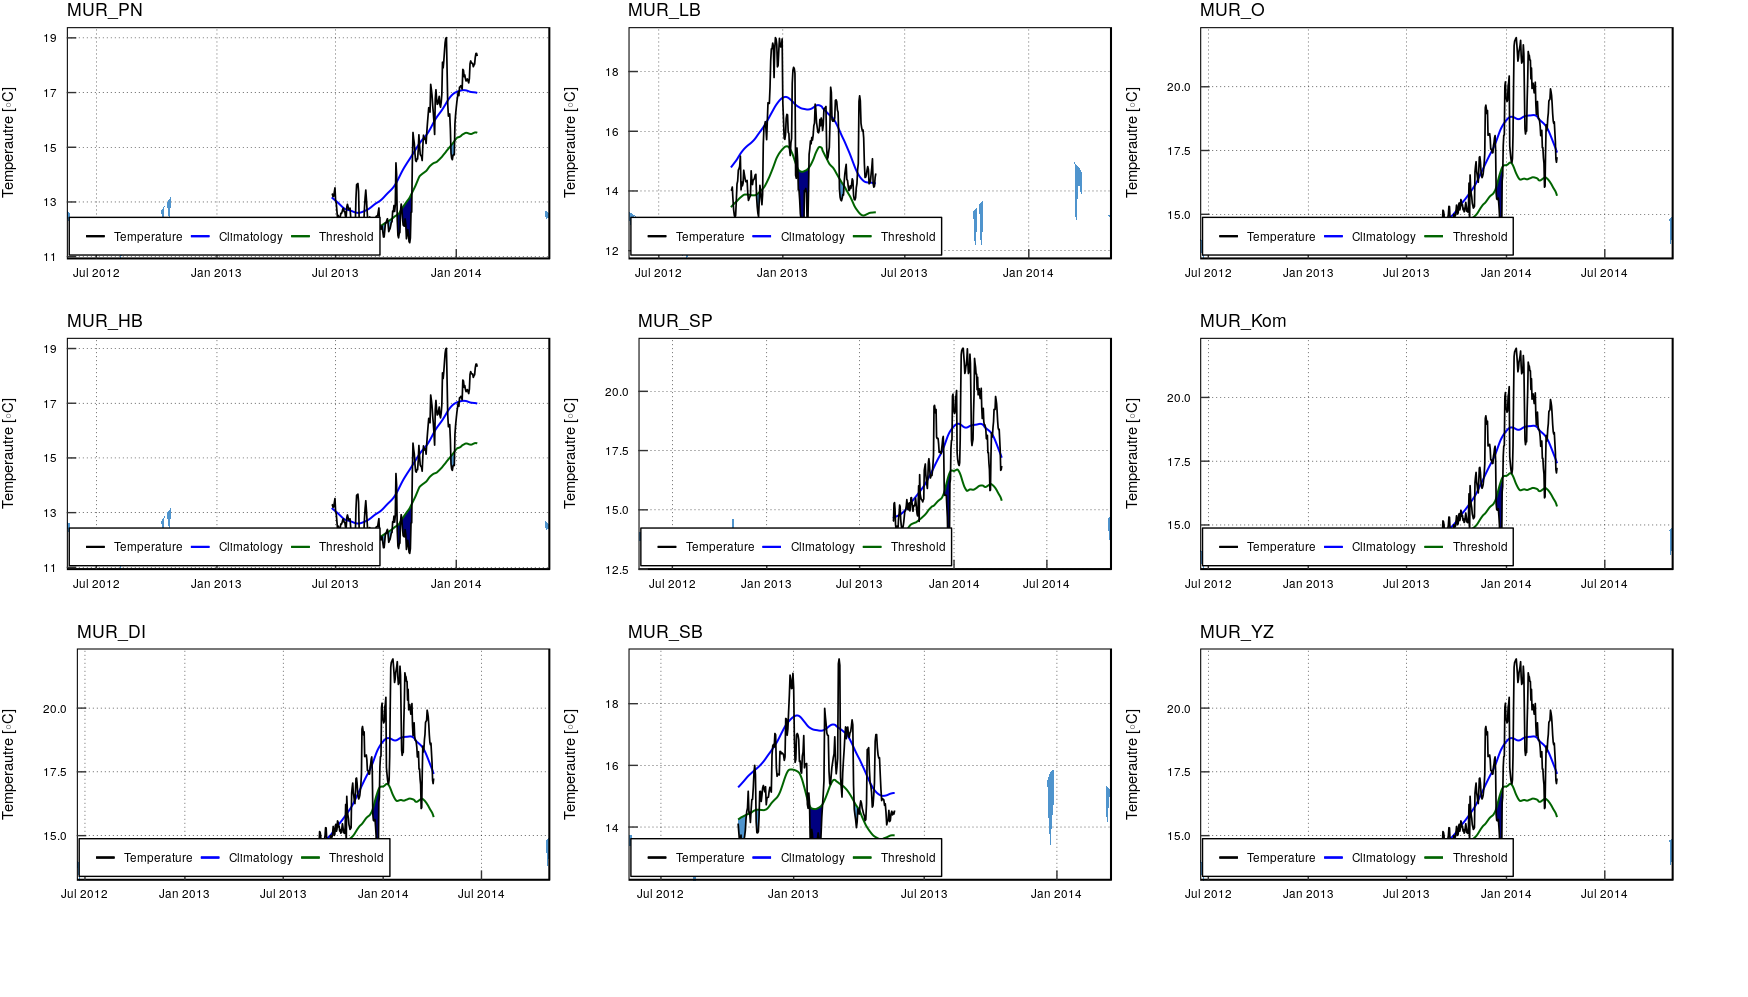 MUR_PN MUR_LB MUR_O
Temperautre [◦C] 19 17 15 13 11
Temperature Climatology Threshold
Jul 2012 Jan 2013 Jul 2013 Jan 2014
Temperautre [◦C] 18 16 14 12
Temperature Climatology Threshold
Jul 2012 Jan 2013 Jul 2013 Jan 2014
Temperautre [◦C] 20.0 17.5 15.0
Temperature Climatology Threshold
Jul 2012 Jan 2013 Jul 2013 Jan 2014 Jul 2014
MUR_HB MUR_SP MUR_Kom
Temperautre [◦C] 19 17 15 13 11
Temperature Climatology Threshold
Jul 2012 Jan 2013 Jul 2013 Jan 2014
Temperautre [◦C] 20.0 17.5 15.0 12.5
Temperature Climatology Threshold
Jul 2012 Jan 2013 Jul 2013 Jan 2014 Jul 2014
Temperautre [◦C] 20.0 17.5 15.0
Temperature Climatology Threshold
Jul 2012 Jan 2013 Jul 2013 Jan 2014 Jul 2014
MUR_DI MUR_SB MUR_YZ
Temperautre [◦C] 20.0 17.5 15.0
Temperature Climatology Threshold
Jul 2012 Jan 2013 Jul 2013 Jan 2014 Jul 2014
Temperautre [◦C] 18 16 14
Temperature Climatology Threshold
Jul 2012 Jan 2013 Jul 2013 Jan 2014
Temperautre [◦C] 20.0 17.5 15.0
Temperature Climatology Threshold
Jul 2012 Jan 2013 Jul 2013 Jan 2014 Jul 2014